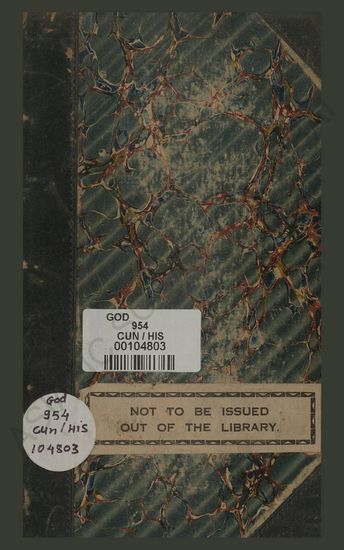 GOD
954
CUN / HIS
00104803
NOT TO BE ISSUED
OUT OF THE LIBRARY.
God
954
CUN/HIS
104803